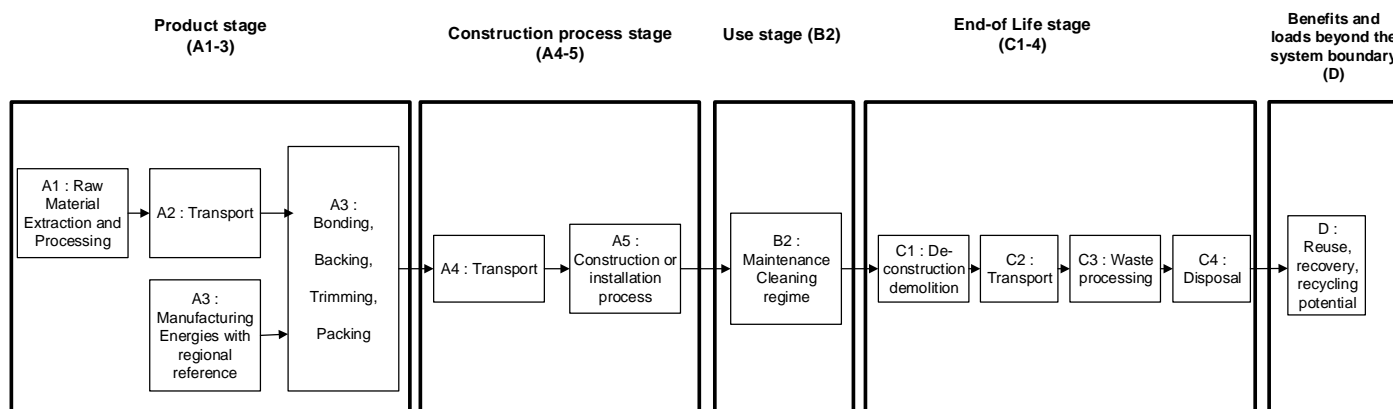 Product stage
(A1-3)
Construction process stage
(A4-5)
Use stage (B2)
End-of Life stage
(C1-4)
Benefits and
loads beyond the
system boundary
(D)
A1 : Raw
Material
Extraction and
Processing
A2 : Transport
A3 :
Manufacturing
Energies with
regional
reference
A3 :
Bonding,
Backing,
Trimming,
Packing
A4 : Transport
A5 :
Construction or
installation
process
B2 :
Maintenance
Cleaning
regime
C1 : De-
construction
demolition
C2 :
Transport
C3 : Waste
processing
C4 :
Disposal
D :
Reuse,
recovery,
recycling
potential